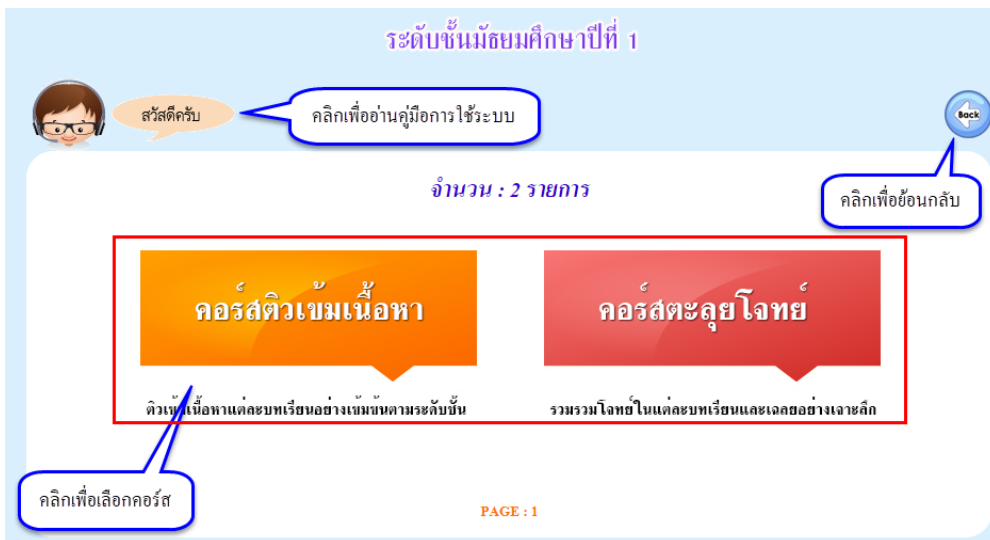 ระดับชั้นมัธยมศึกษาปีที่ 1
สวัสดีครับ
คลิกเพื่ออ่านคู่มือการใช้ระบบ
Back
จำนวน : 2 รายการ
คลิกเพื่อย้อนกลับ
คอร์สติวเข้มเนื้อหา
คอร์สตะลุยโจทย์
ติวเข้มเนื้อหาแต่ละบทเรียนอย่างเข้มข้นตามระดับชั้น
รวมรวมโจทย์ในแต่ละบทเรียนและเฉลยอย่างเจาะลึก
คลิกเพื่อเลือกคอร์ส
PAGE : 1